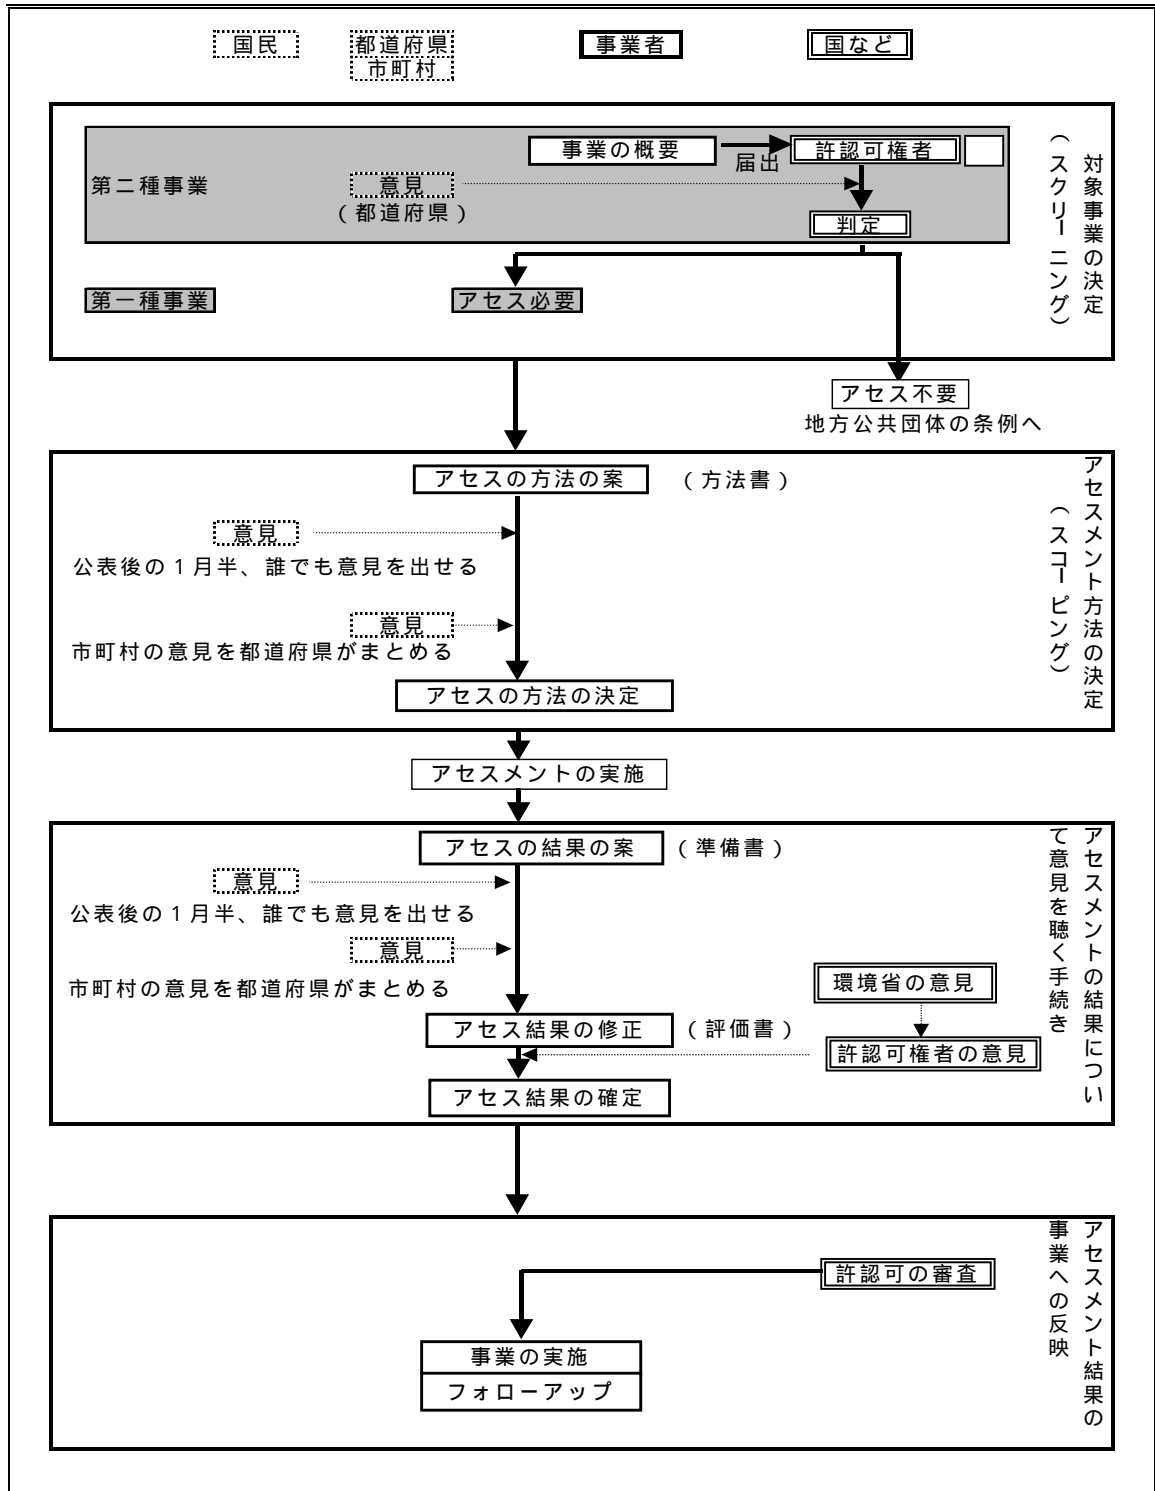 国民
都道府県
市町村
事業者
国など
対象事業の決定
（スクリーニング）
事業の概要
届出
許認可権者
第二種事業
意見
（都道府県）
判定
第一種事業
アセス必要
アセス不要
地方公共団体の条例へ
アセスメント方法の決定
（スコーピング）
アセスの方法の案
（方法書）
意見
公表後の１月半、誰でも意見を出せる
意見
市町村の意見を都道府県がまとめる
アセスの方法の決定
アセスメントの実施
アセスメントの結果につい
て意見を聴く手続き
アセスの結果の案
（準備書）
意見
公表後の１月半、誰でも意見を出せる
意見
市町村の意見を都道府県がまとめる
環境省の意見
アセス結果の修正
（評価書）
許認可権者の意見
アセス結果の確定
アセスメント結果の
事業への反映
許認可の審査
事業の実施
フォローアップ